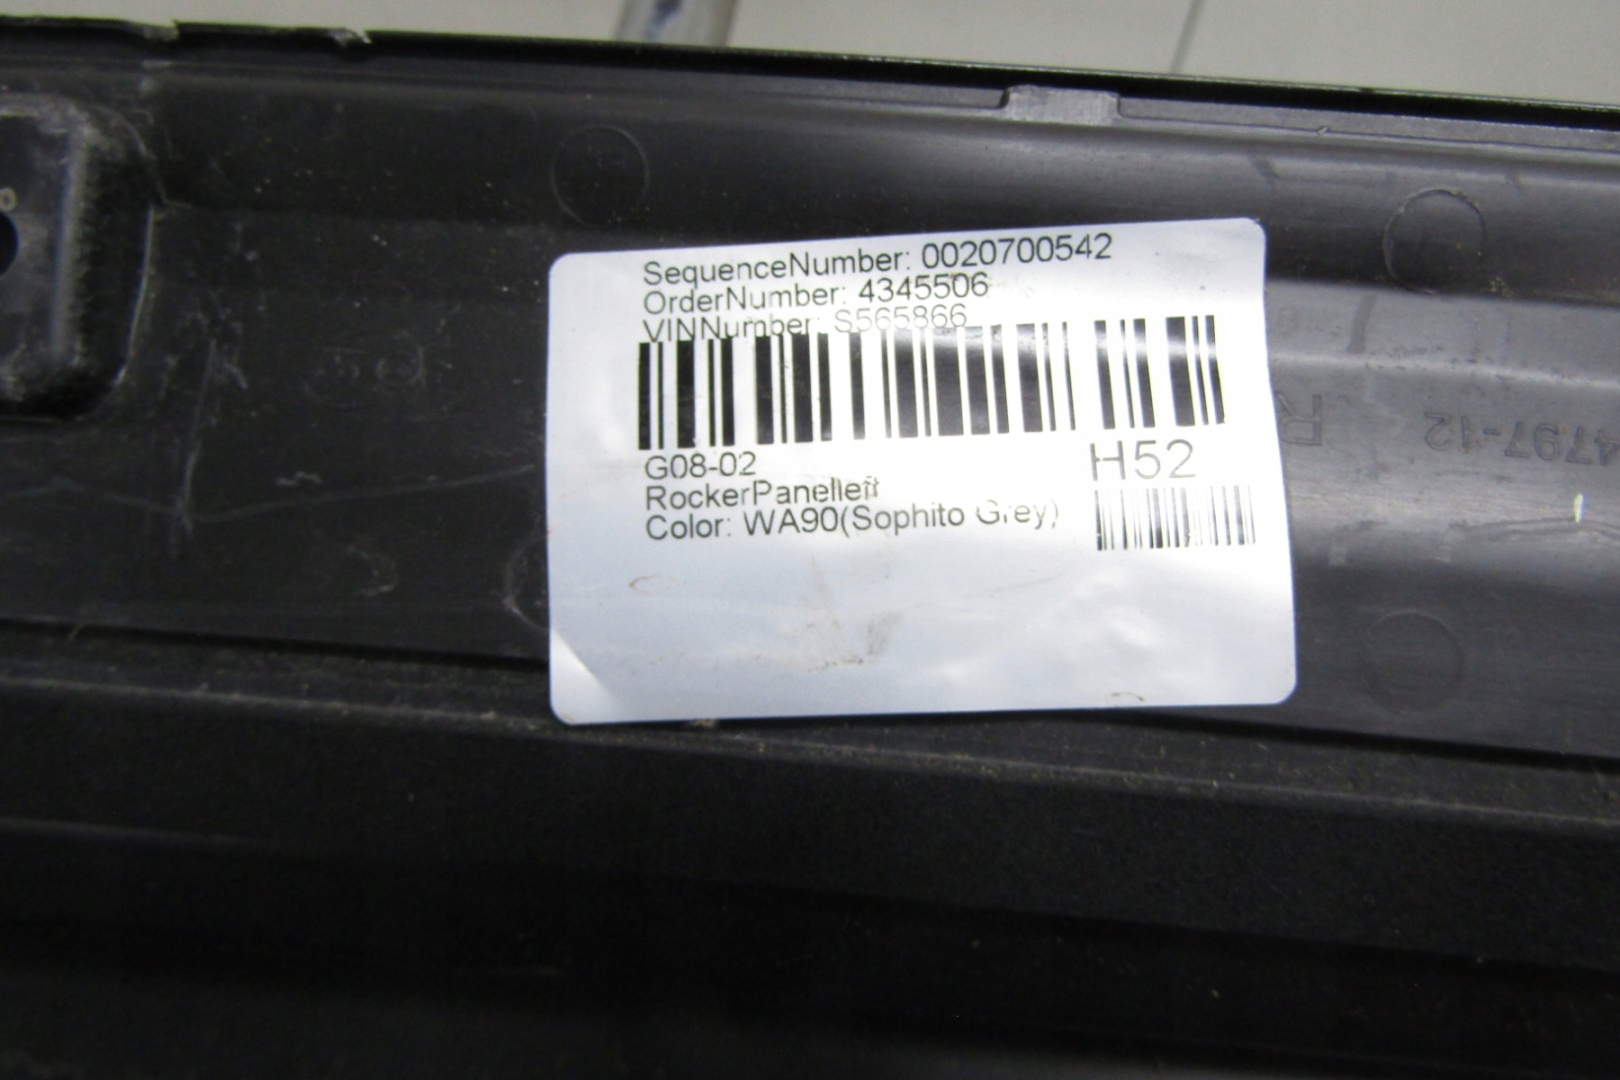 SequenceNumber: 0020700542
OrderNumber: 4345506
VINNumber: S565866
G08-02
H52
RockerPanelleft
Color: WA90(Sophito Grey)
R
4797-12